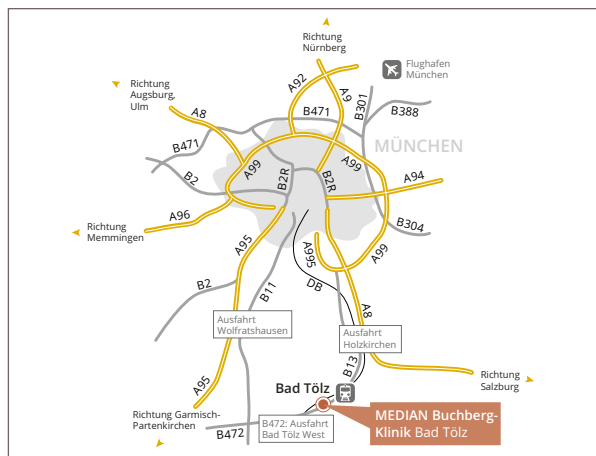 Richtung
Nürnberg
Flughafen
München
A92
A9
Richtung
Augsburg,
Ulm
A8
B471
B301
B388
B471
MÜNCHEN
A99
A99
B2
B2R
B2R
A94
A96
Richtung
Memmingen
B304
A95
A995
A99
B2
B11
DB
A8
Ausfahrt
Wolfratshausen
Ausfahrt
Holzkirchen
B13
A95
Bad Tölz
Richtung
Salzburg
Richtung Garmisch-
Partenkirchen
B472
B472: Ausfahrt
Bad Tölz West
MEDIAN Buchberg-
Klinik Bad Tölz